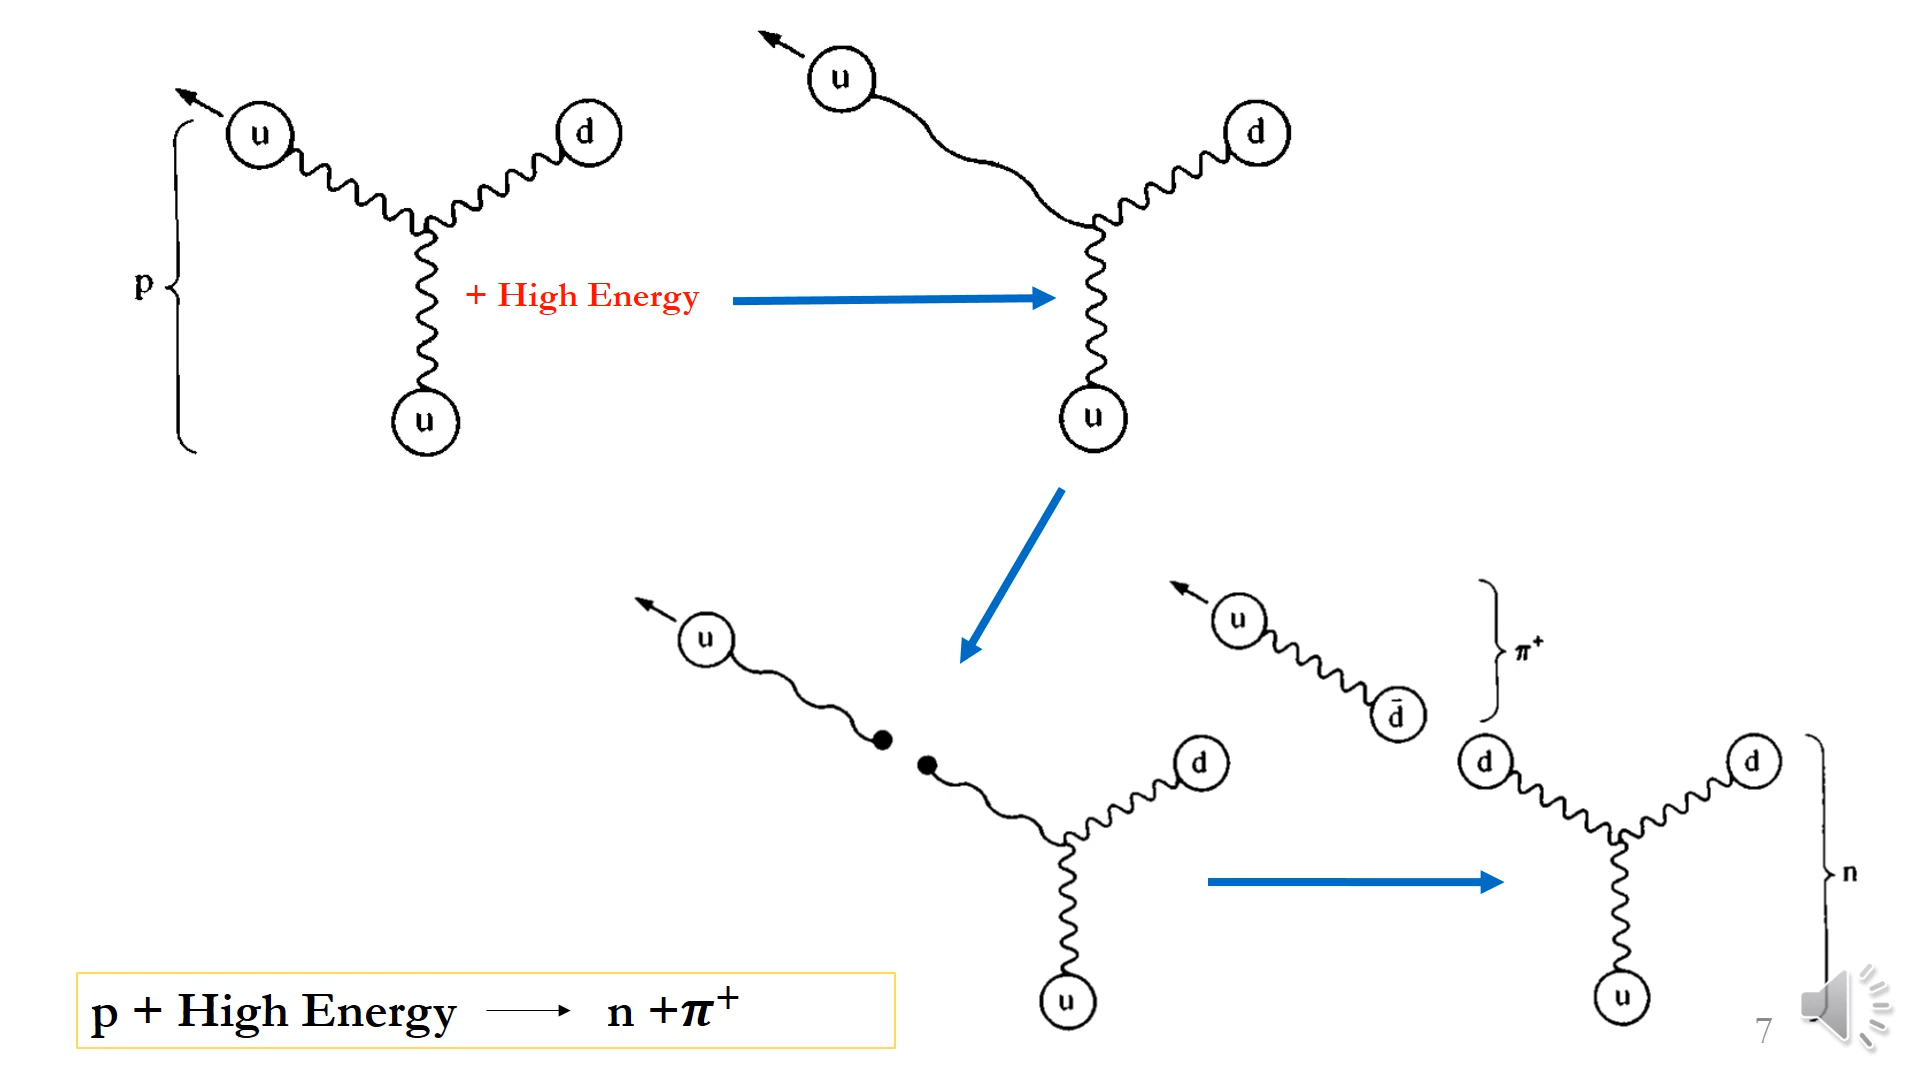 u
u
d
d
p
+ High Energy
u
u
u
u
π⁺
d̄
d
d
d
n
u
u
p + High Energy ⟶ n +π⁺
7